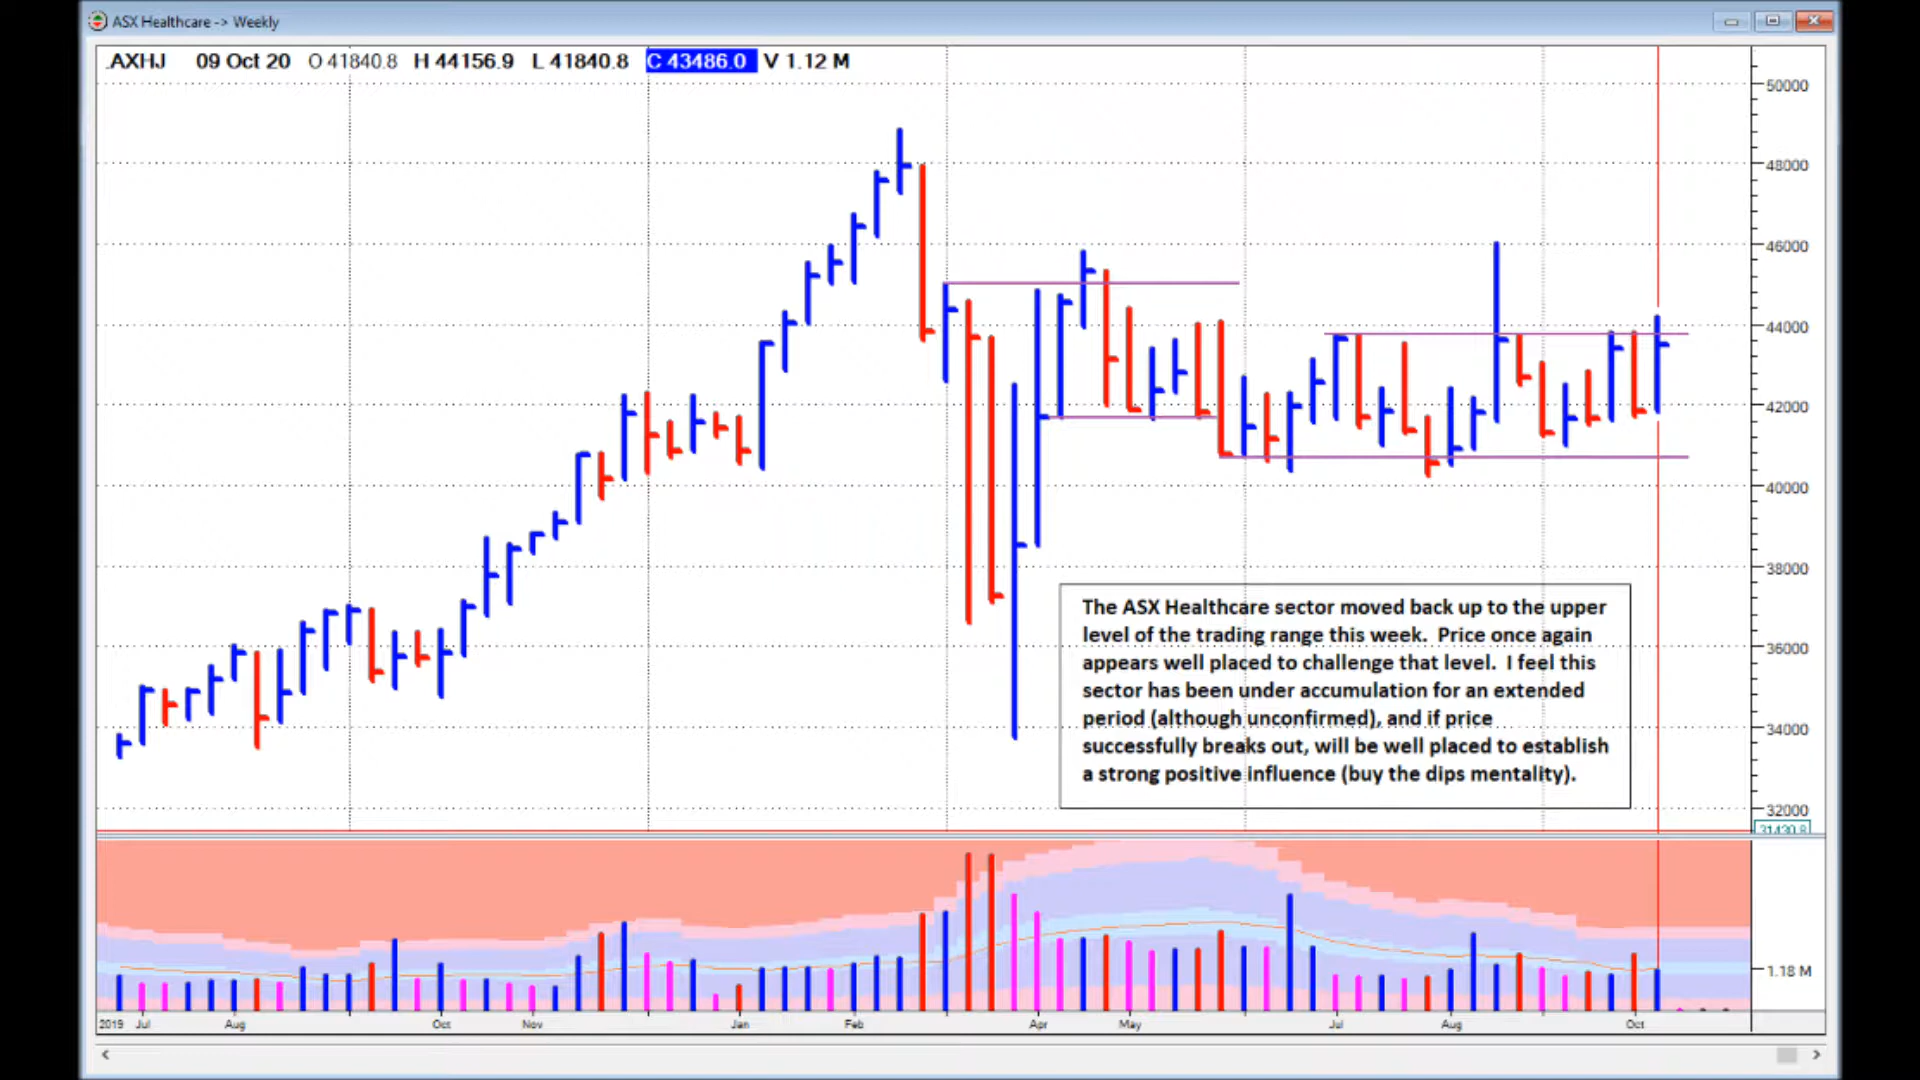 ASX Healthcare -> Weekly
.AXHJ 09 Oct 20 O 41840.8 H 44156.9 L 41840.8 C 43486.0 V 1.12 M
50000
48000
46000
44000
42000
40000
38000
36000
34000
32000
31430.8
The ASX Healthcare sector moved back up to the upper
level of the trading range this week. Price once again
appears well placed to challenge that level. I feel this
sector has been under accumulation for an extended
period (although unconfirmed), and if price
successfully breaks out, will be well placed to establish
a strong positive influence (buy the dips mentality).
1.18 M
2019 Jul Aug Oct Nov Jan Feb Apr May Jul Aug Oct